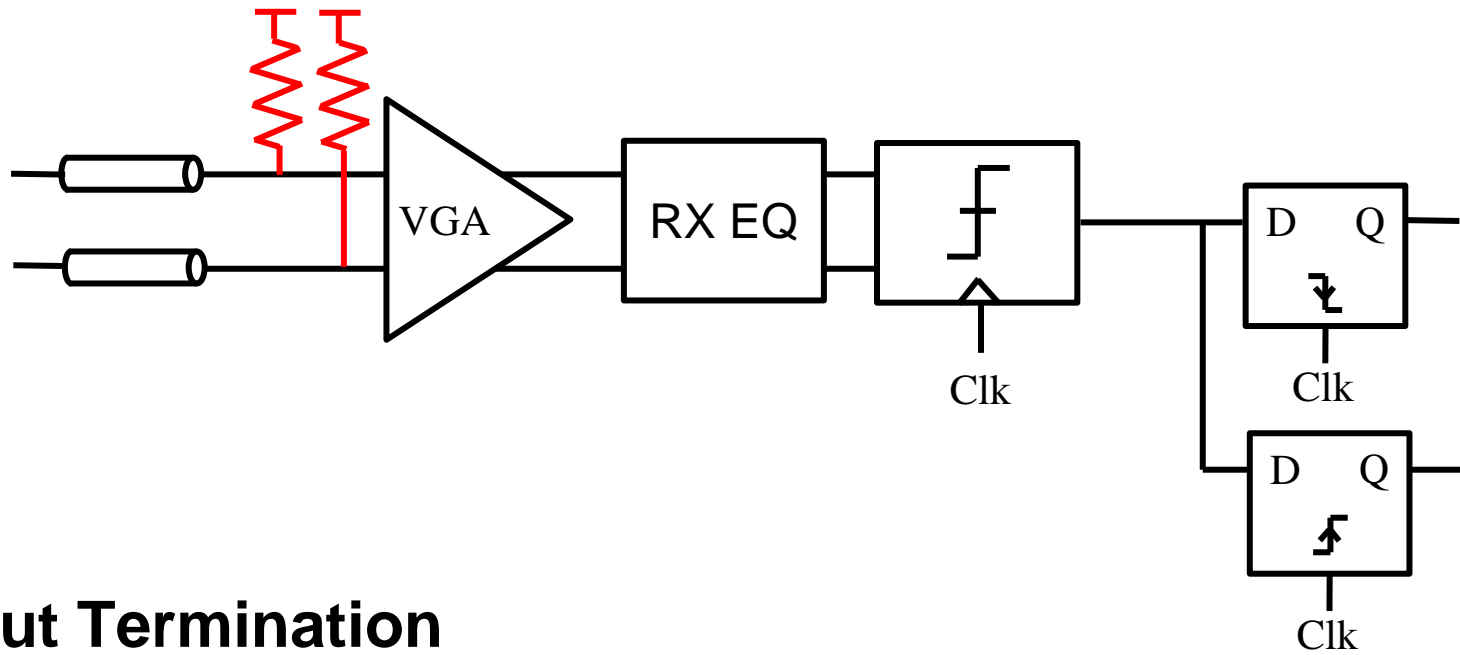 VGA
RX EQ
D Q
Clk
Clk
D Q
Clk
ut Termination